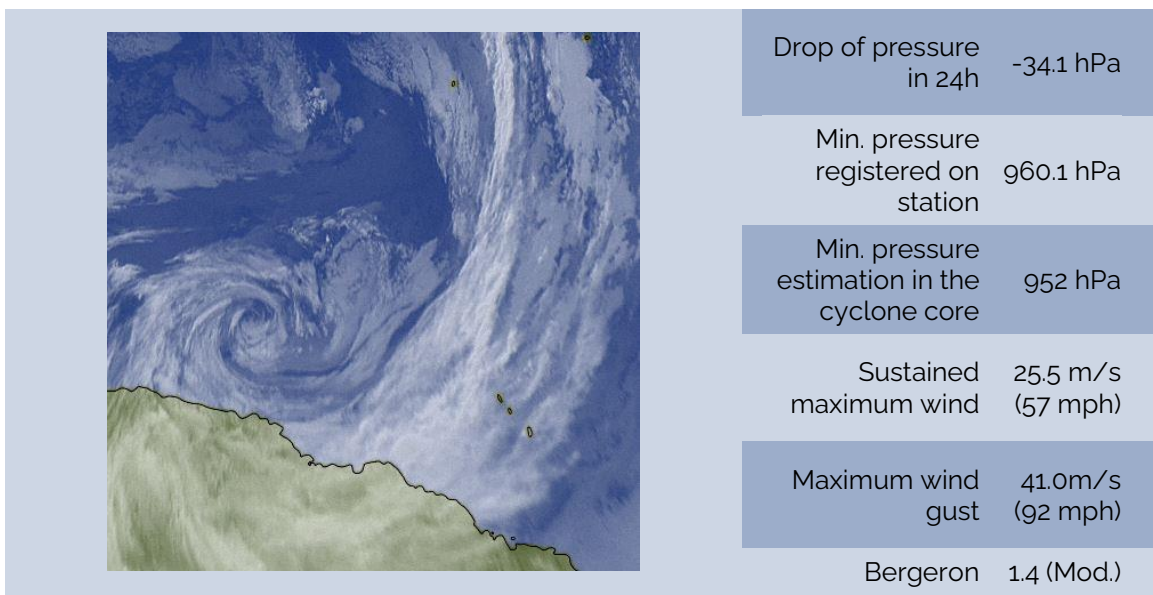 Drop of pressure
in 24h
-34.1 hPa
Min. pressure
registered on
station
960.1 hPa
Min. pressure
estimation in the
cyclone core
952 hPa
Sustained
maximum wind
25.5 m/s
(57 mph)
Maximum wind
gust
41.0m/s
(92 mph)
Bergeron
1.4 (Mod.)